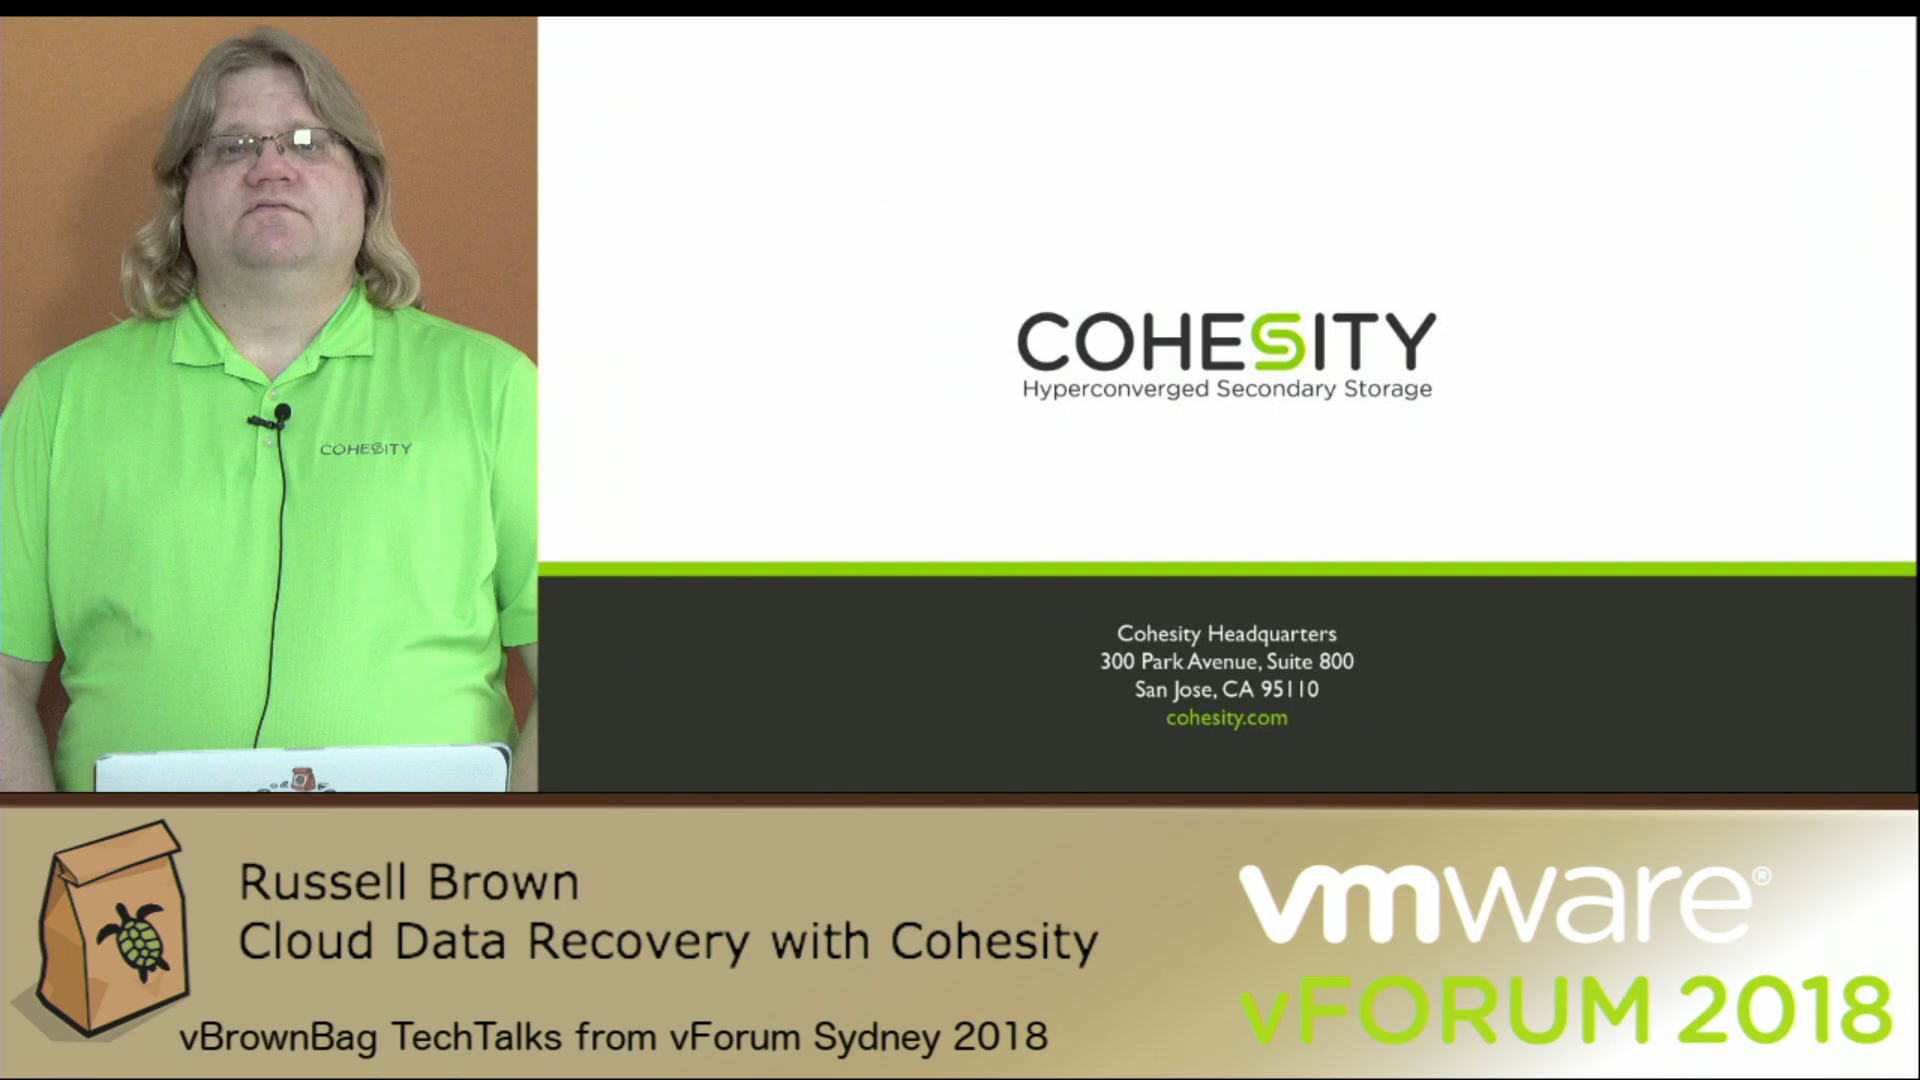 COHESITY
COHESITY
Hyperconverged Secondary Storage
Cohesity Headquarters
300 Park Avenue, Suite 800
San Jose, CA 95110
cohesity.com
Russell Brown
Cloud Data Recovery with Cohesity
vBrownBag TechTalks from vForum Sydney 2018
vmware®
vFORUM 2018